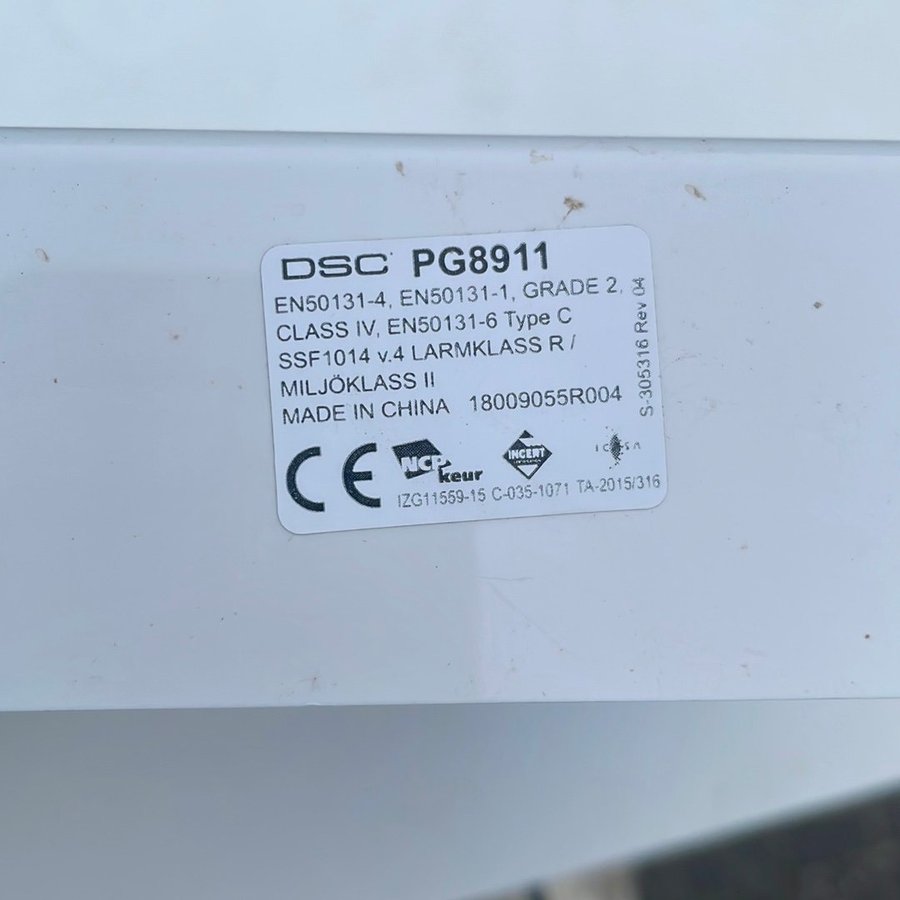 DSC PG8911
EN50131-4, EN50131-1, GRADE 2,
CLASS IV, EN50131-6 Type C
SSF1014 v.4 LARMKLASS R /
MILJÖKLASS II
MADE IN CHINA 18009055R004
S-305316 Rev 04
CE NCP keur INCERT
IZG11559-15 C-035-1071 TA-2015/316